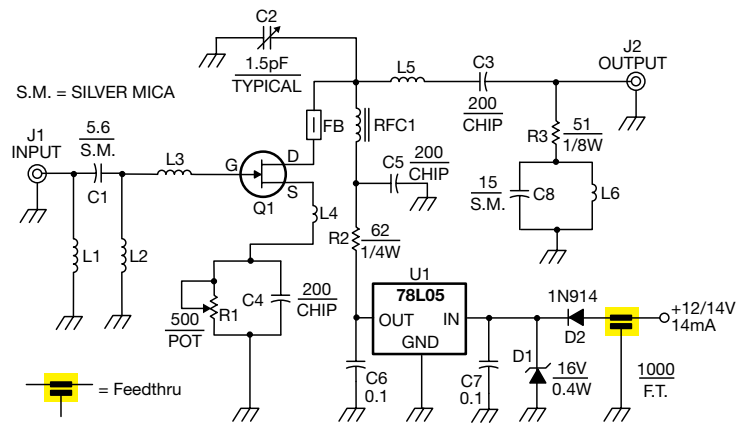 C2
1.5pF
TYPICAL
J2
OUTPUT
L5
C3
200
CHIP
S.M. = SILVER MICA
FB
RFC1
R3
51
1/8W
J1
INPUT
5.6
S.M.
C1
L3
G
D
S
Q1
C5
200
CHIP
15
S.M.
C8
L6
L4
L1
L2
R2
62
1/4W
U1
78L05
OUT
IN
GND
1N914
D2
+12/14V
14mA
500
POT
R1
C4
200
CHIP
C6
0.1
C7
0.1
D1
16V
0.4W
1000
F.T.
= Feedthru